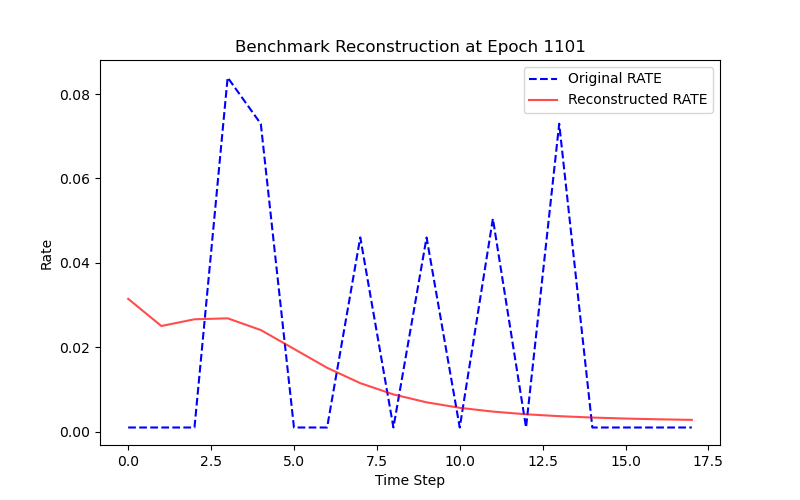 Benchmark Reconstruction at Epoch 1101
Original RATE
Reconstructed RATE
Rate
0.08
0.06
0.04
0.02
0.00
0.0 2.5 5.0 7.5 10.0 12.5 15.0 17.5
Time Step